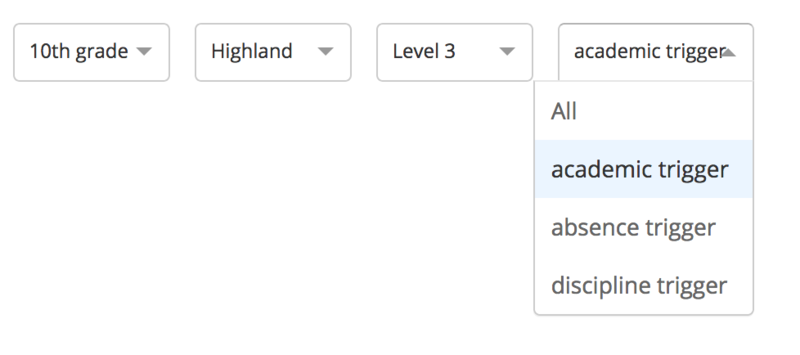 10th grade Highland Level 3 academic trigger
All
academic trigger
absence trigger
discipline trigger